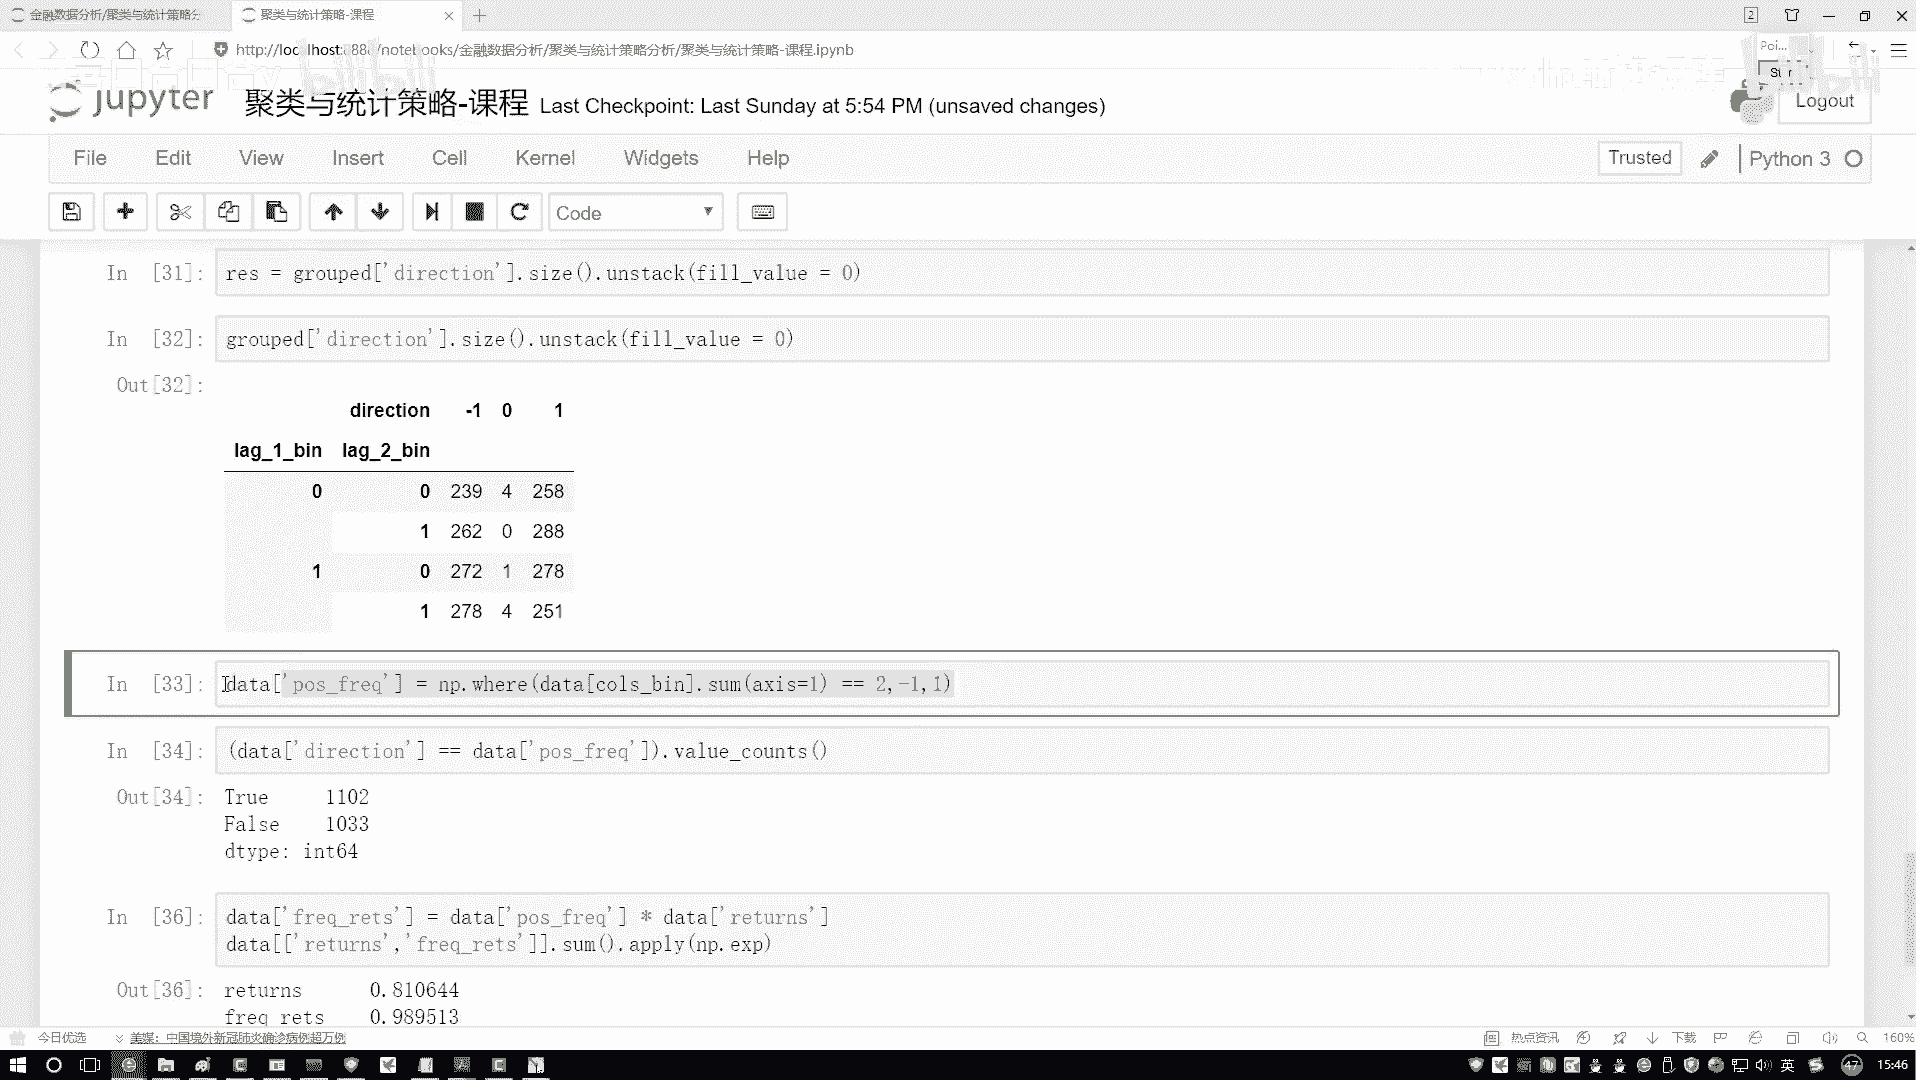 金融数据分析/聚类与统计策略分
聚类与统计策略-课程
2
http://localhost:888/notebooks/金融数据分析/聚类与统计策略分析/聚类与统计策略-课程.ipynb
Poi...
jupyter 聚类与统计策略-课程 Last Checkpoint: Last Sunday at 5:54 PM (unsaved changes)
Logout
File Edit View Insert Cell Kernel Widgets Help
Trusted Python 3
Code
In [31]: res = grouped['direction'].size().unstack(fill_value = 0)
In [32]: grouped['direction'].size().unstack(fill_value = 0)
Out[32]:
direction -1 0 1
lag_1_bin lag_2_bin
0 0 239 4 258
1 262 0 288
1 0 272 1 278
1 278 4 251
In [33]: data['pos_freq'] = np.where(data[cols_bin].sum(axis=1) == 2,-1,1)
In [34]: (data['direction'] == data['pos_freq']).value_counts()
Out[34]: True 1102
False 1033
dtype: int64
In [36]: data['freq_rets'] = data['pos_freq'] * data['returns']
data[['returns','freq_rets']].sum().apply(np.exp)
Out[36]: returns 0.810644
freq_rets 0.989513
今日优选
美媒：中国境外新冠肺炎确诊病例超万例
热点资讯
下载
160%
英
47
15:46